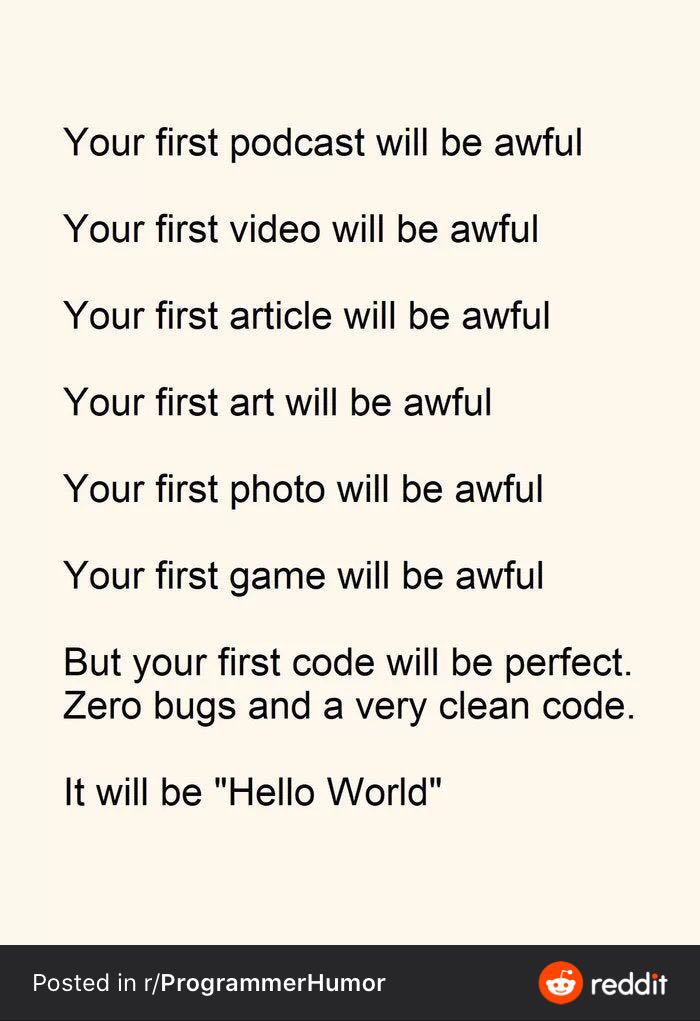 Your first podcast will be awful
Your first video will be awful
Your first article will be awful
Your first art will be awful
Your first photo will be awful
Your first game will be awful
But your first code will be perfect.
Zero bugs and a very clean code.
It will be "Hello World"
Posted in r/ProgrammerHumor
reddit